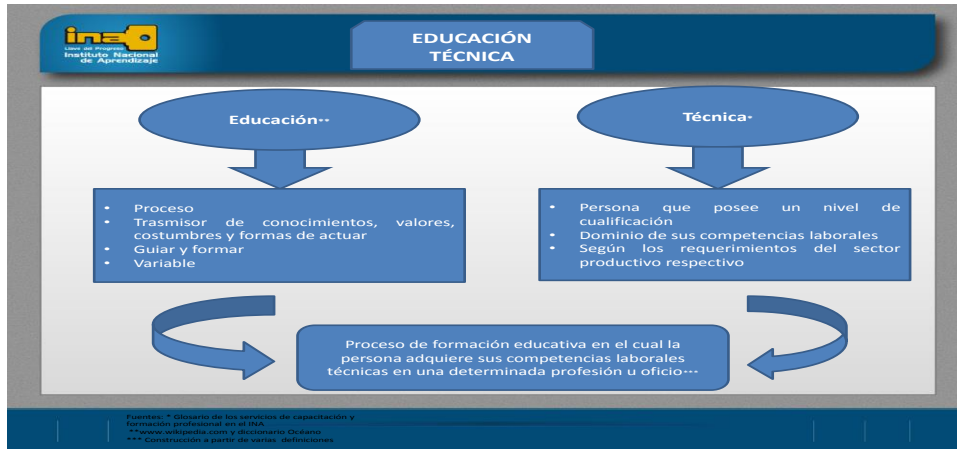 ina
Llave del Progreso
Instituto Nacional
de Aprendizaje
EDUCACIÓN
TÉCNICA
Educación**
Técnica*
• Proceso
• Trasmisor de conocimientos, valores,
costumbres y formas de actuar
• Guiar y formar
• Variable
• Persona que posee un nivel de
cualificación
• Dominio de sus competencias laborales
• Según los requerimientos del sector
productivo respectivo
Proceso de formación educativa en el cual la
persona adquiere sus competencias laborales
técnicas en una determinada profesión u oficio***
Fuentes: * Glosario de los servicios de capacitación y
formación profesional en el INA
**www.wikipedia.com y diccionario Océano
*** Construcción a partir de varias definiciones